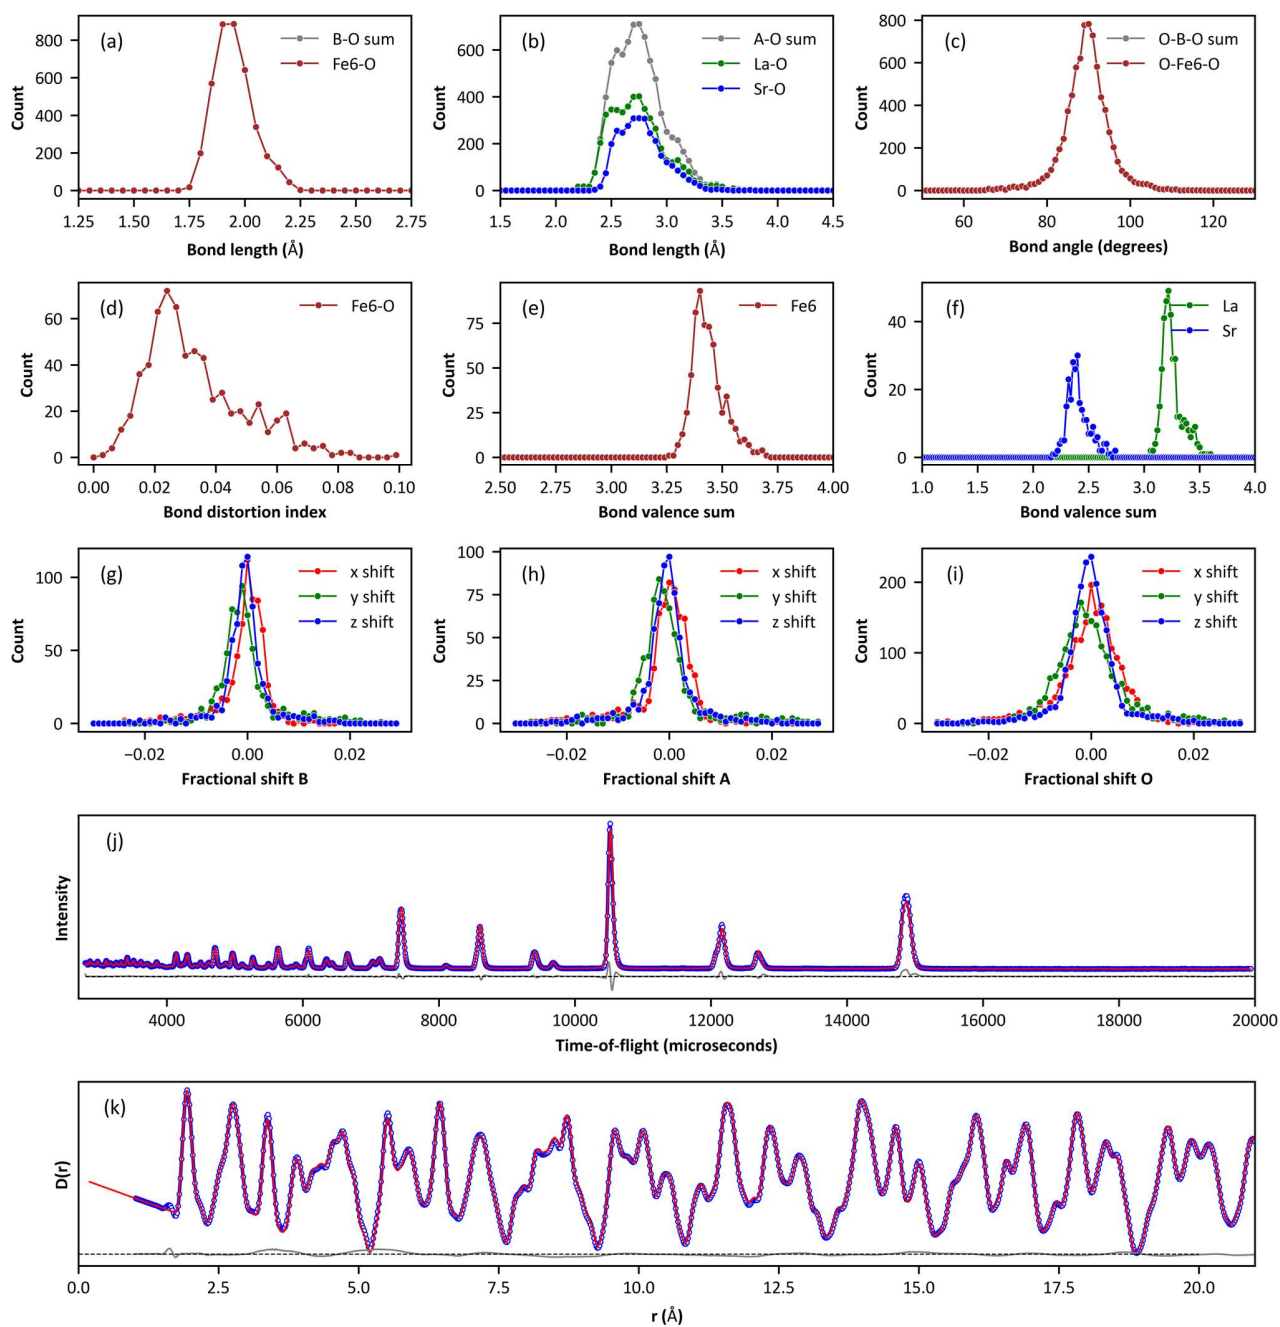 (a)
B-O sum
Fe6-O
Count
0
200
400
600
800
1.25
1.50
1.75
2.00
2.25
2.50
2.75
Bond length (Å)
(b)
A-O sum
La-O
Sr-O
Count
0
200
400
600
1.5
2.0
2.5
3.0
3.5
4.0
4.5
Bond length (Å)
(c)
O-B-O sum
O-Fe6-O
Count
0
200
400
600
800
60
80
100
120
Bond angle (degrees)
(d)
Fe6-O
Count
0
20
40
60
0.00
0.02
0.04
0.06
0.08
0.10
Bond distortion index
(e)
Fe6
Count
0
25
50
75
2.50
2.75
3.00
3.25
3.50
3.75
4.00
Bond valence sum
(f)
La
Sr
Count
0
20
40
1.0
1.5
2.0
2.5
3.0
3.5
4.0
Bond valence sum
(g)
x shift
y shift
z shift
Count
0
50
100
−0.02
0.00
0.02
Fractional shift B
(h)
x shift
y shift
z shift
Count
0
25
50
75
100
−0.02
0.00
0.02
Fractional shift A
(i)
x shift
y shift
z shift
Count
0
100
200
−0.02
0.00
0.02
Fractional shift O
(j)
Intensity
4000
6000
8000
10000
12000
14000
16000
18000
20000
Time-of-flight (microseconds)
(k)
D(r)
0.0
2.5
5.0
7.5
10.0
12.5
15.0
17.5
20.0
r (Å)